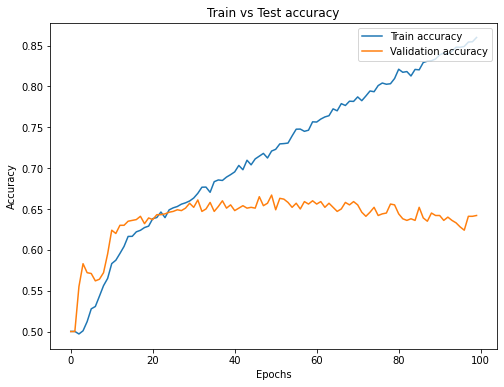 Train vs Test accuracy
Train accuracy
Validation accuracy
Accuracy
0.85
0.80
0.75
0.70
0.65
0.60
0.55
0.50
0
20
40
60
80
100
Epochs